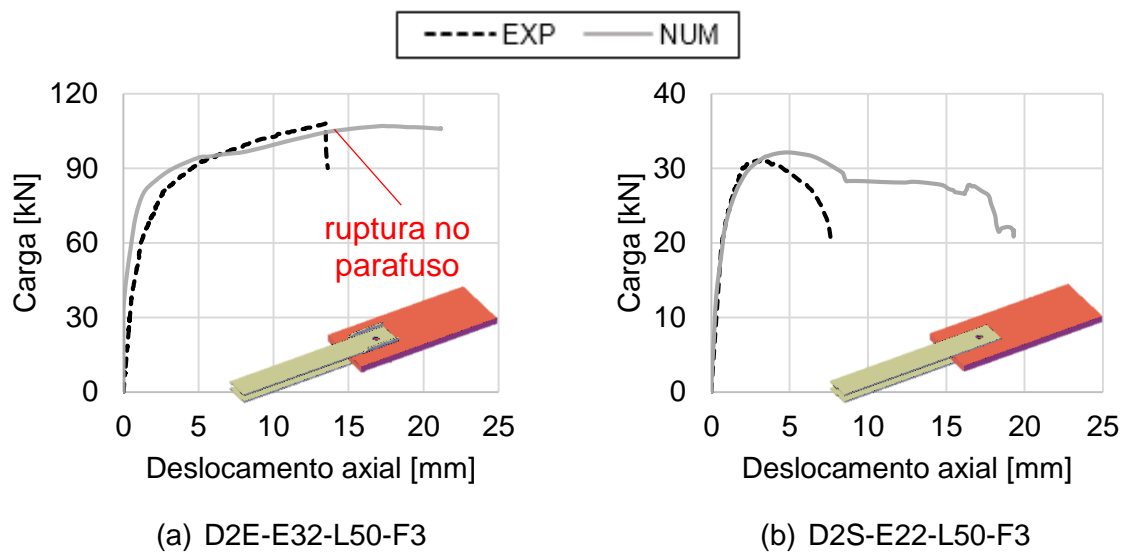 EXP NUM
120
90
60
30
0
Carga [kN]
0 5 10 15 20 25
Deslocamento axial [mm]
ruptura no
parafuso
(a) D2E-E32-L50-F3
40
30
20
10
0
Carga [kN]
0 5 10 15 20 25
Deslocamento axial [mm]
(b) D2S-E22-L50-F3